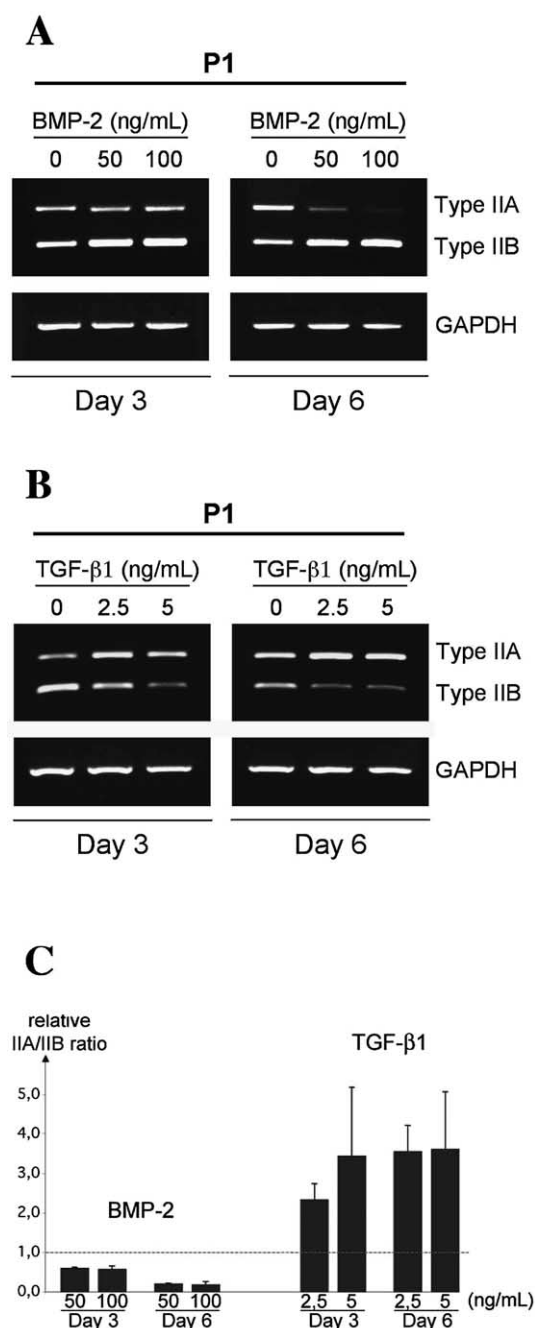 A
P1
BMP-2 (ng/mL) BMP-2 (ng/mL)
0 50 100 0 50 100
Type IIA
Type IIB
GAPDH
Day 3 Day 6
B
P1
TGF-β1 (ng/mL) TGF-β1 (ng/mL)
0 2.5 5 0 2.5 5
Type IIA
Type IIB
GAPDH
Day 3 Day 6
C
relative
IIA/IIB ratio
TGF-β1
5,0
4,0
3,0
2,0
BMP-2
1,0
0,0
50 100 50 100 2,5 5 2,5 5 (ng/mL)
Day 3 Day 6 Day 3 Day 6